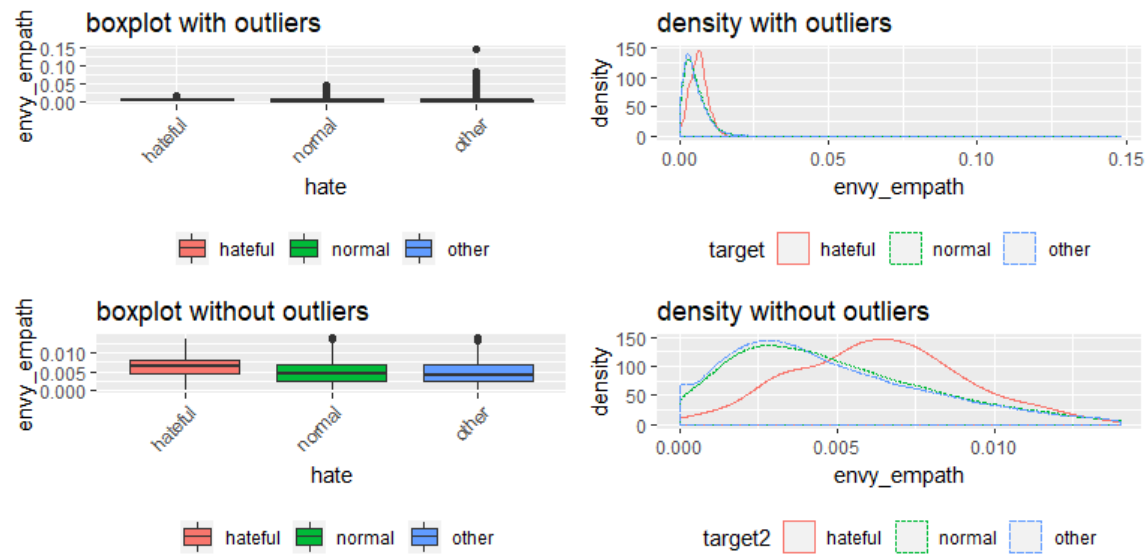 boxplot with outliers
envy_empath
0.15
0.10
0.05
0.00
hateful
normal
other
hate
hateful normal other
density with outliers
density
150
100
50
0
0.00 0.05 0.10 0.15
envy_empath
target hateful normal other
boxplot without outliers
envy_empath
0.010
0.005
0.000
hateful
normal
other
hate
hateful normal other
density without outliers
density
150
100
50
0
0.000 0.005 0.010
envy_empath
target2 hateful normal other